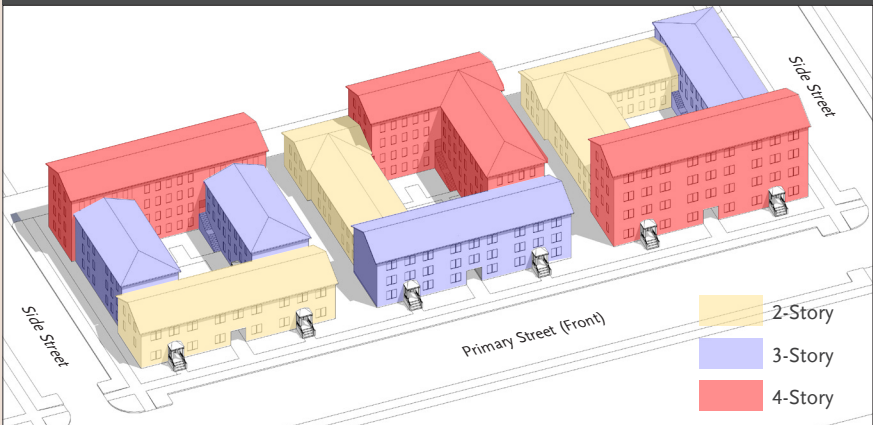 Side Street
Side Street
Primary Street (Front)
2-Story
3-Story
4-Story